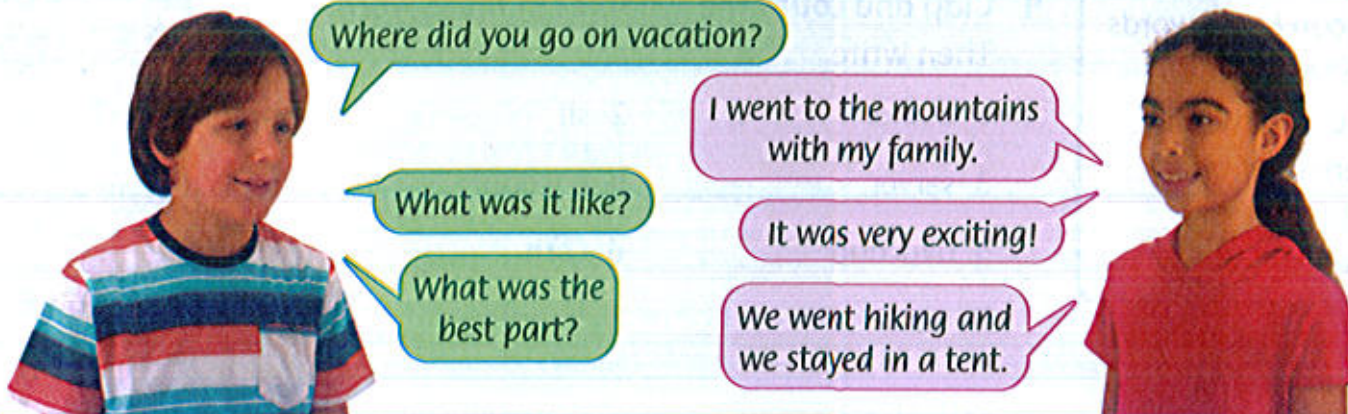 Where did you go on vacation?
I went to the mountains
with my family.
What was it like?
It was very exciting!
What was the
best part?
We went hiking and
we stayed in a tent.